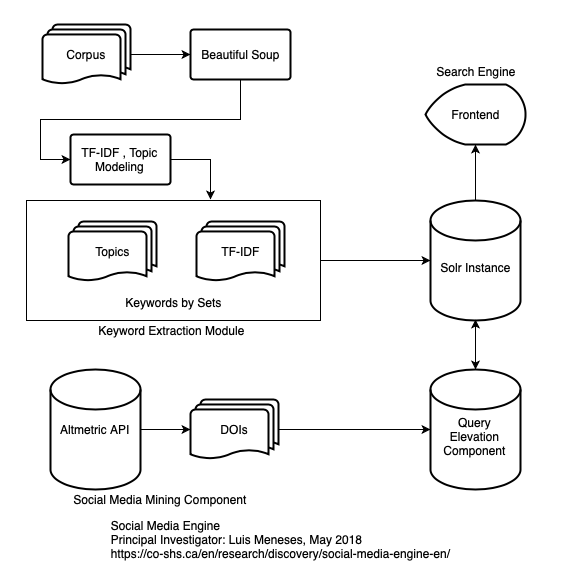 Corpus
Beautiful Soup
Search Engine
Frontend
TF-IDF , Topic
Modeling
Topics
TF-IDF
Keywords by Sets
Keyword Extraction Module
Solr Instance
Altmetric API
DOIs
Query
Elevation
Component
Social Media Mining Component
Social Media Engine
Principal Investigator: Luis Meneses, May 2018
https://co-shs.ca/en/research/discovery/social-media-engine-en/